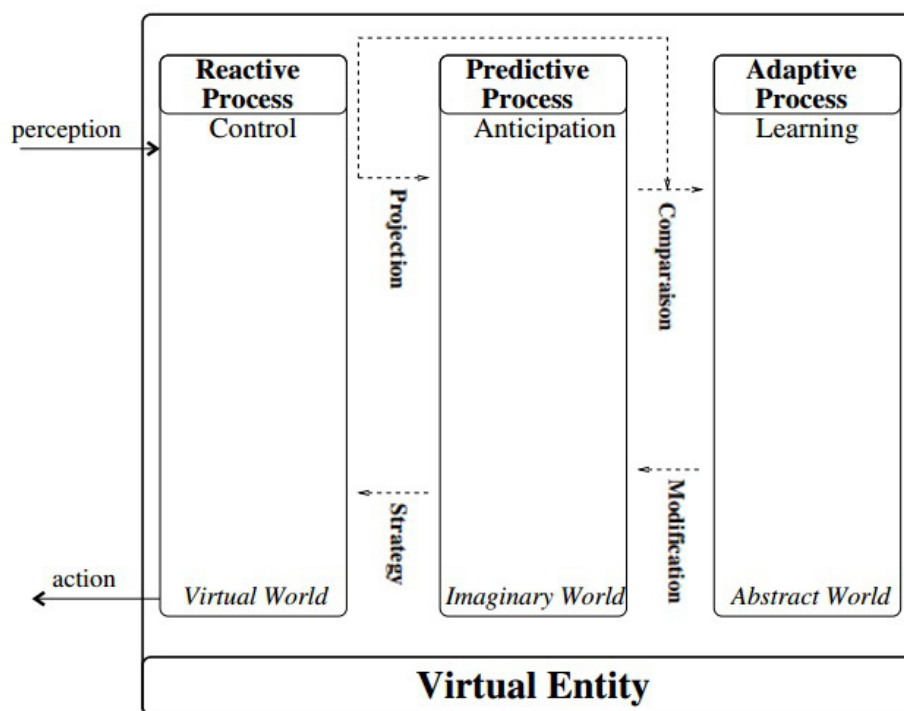 Reactive
Process
Control
Predictive
Process
Anticipation
Adaptive
Process
Learning
perception
Projection
Comparaison
Strategy
Modification
action
Virtual World
Imaginary World
Abstract World
Virtual Entity